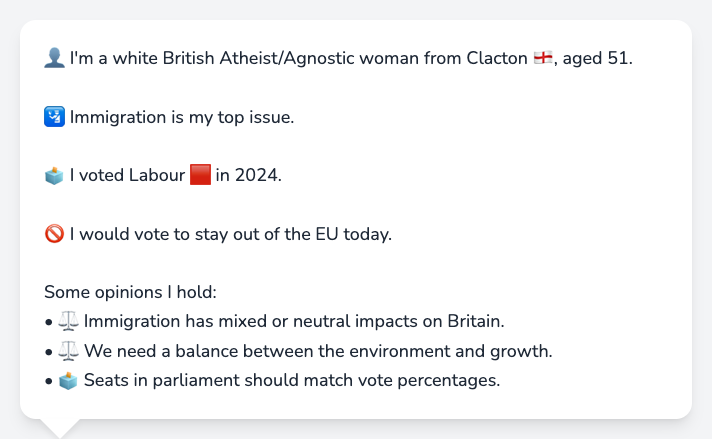 👤 I'm a white British Atheist/Agnostic woman from Clacton 🏴󠁧󠁢󠁥󠁮󠁧󠁿, aged 51.
🛂 Immigration is my top issue.
🗳️ I voted Labour 🟥 in 2024.
🚫 I would vote to stay out of the EU today.
Some opinions I hold:
• ⚖️ Immigration has mixed or neutral impacts on Britain.
• ⚖️ We need a balance between the environment and growth.
• 🗳️ Seats in parliament should match vote percentages.